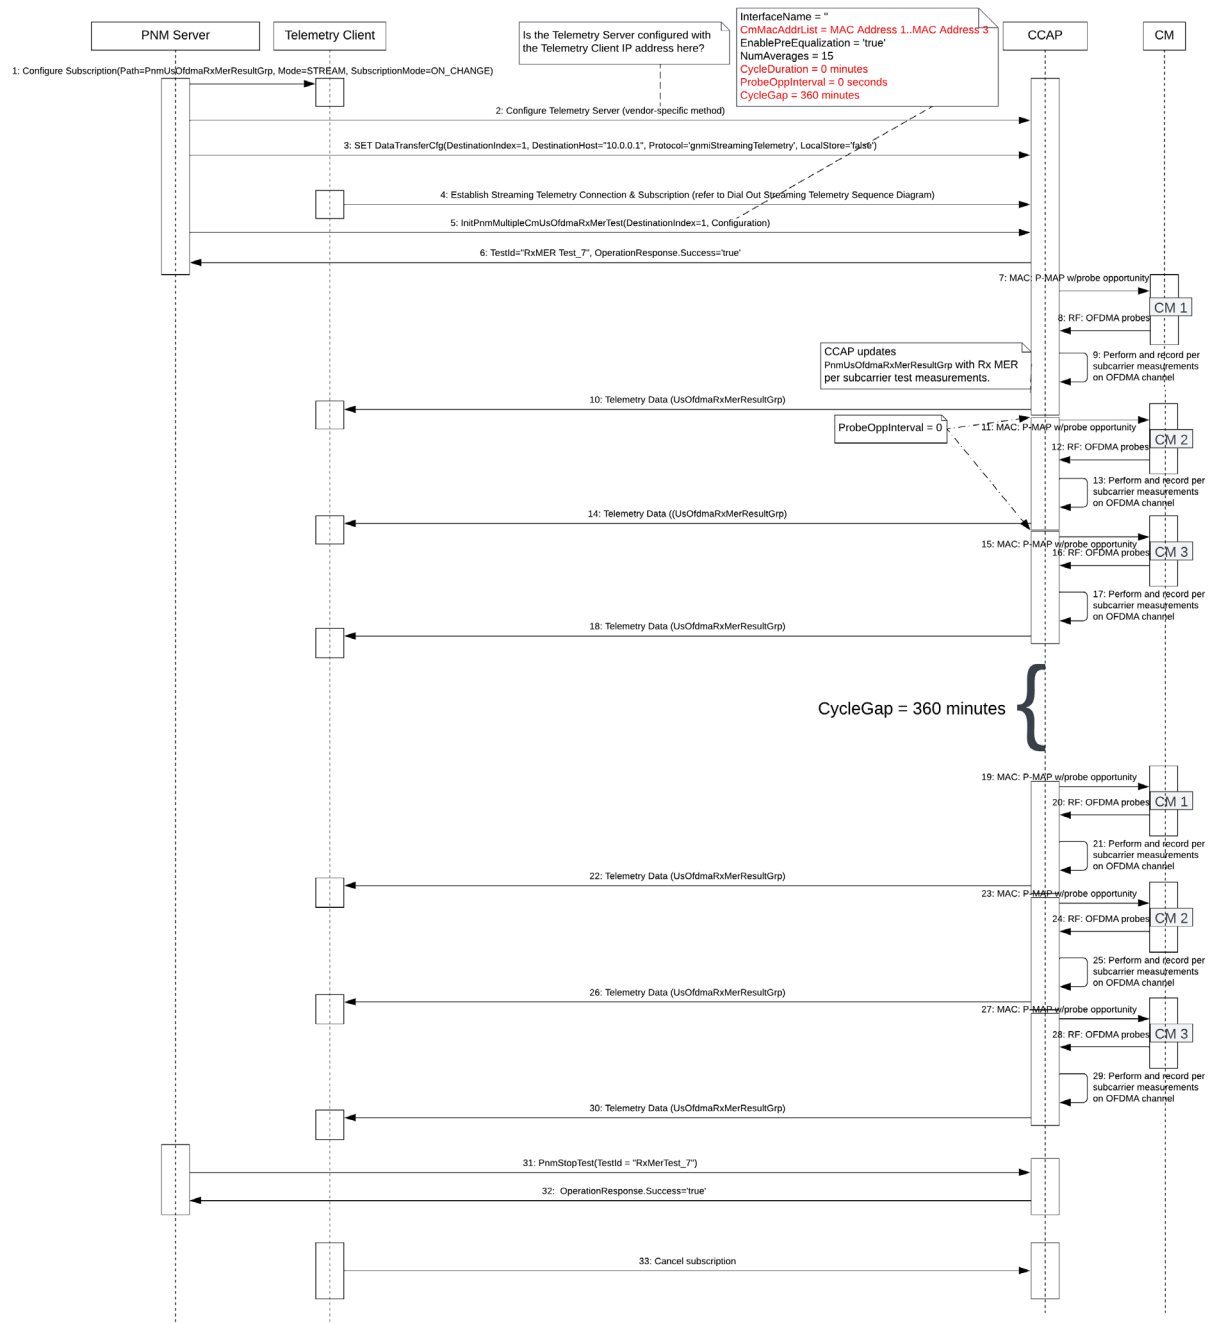 PNM Server
Telemetry Client
Is the Telemetry Server configured with
the Telemetry Client IP address here?
InterfaceName = "
CmMacAddrList = MAC Address 1..MAC Address 3
EnablePreEqualization = 'true'
NumAverages = 15
CycleDuration = 0 minutes
ProbeOppInterval = 0 seconds
CycleGap = 360 minutes
CCAP
CM
1: Configure Subscription(Path=PnmUsOfdmaRxMerResultGrp, Mode=STREAM, SubscriptionMode=ON_CHANGE)
2: Configure Telemetry Server (vendor-specific method)
3: SET DataTransferCfg(DestinationIndex=1, DestinationHost="10.0.0.1", Protocol='gnmiStreamingTelemetry', LocalStore='false')
4: Establish Streaming Telemetry Connection & Subscription (refer to Dial Out Streaming Telemetry Sequence Diagram)
5: InitPnmMultipleCmUsOfdmaRxMerTest(DestinationIndex=1, Configuration)
6: TestId="RxMER Test_7", OperationResponse.Success='true'
7: MAC: P-MAP w/probe opportunity
CM 1
8: RF: OFDMA probes
CCAP updates
PnmUsOfdmaRxMerResultGrp with Rx MER
per subcarrier test measurements.
9: Perform and record per
subcarrier measurements
on OFDMA channel
10: Telemetry Data (UsOfdmaRxMerResultGrp)
ProbeOppInterval = 0
11: MAC: P-MAP w/probe opportunity
CM 2
12: RF: OFDMA probes
13: Perform and record per
subcarrier measurements
on OFDMA channel
14: Telemetry Data ((UsOfdmaRxMerResultGrp)
15: MAC: P-MAP w/probe opportunity
16: RF: OFDMA probes
CM 3
17: Perform and record per
subcarrier measurements
on OFDMA channel
18: Telemetry Data (UsOfdmaRxMerResultGrp)
CycleGap = 360 minutes
19: MAC: P-MAP w/probe opportunity
20: RF: OFDMA probes
CM 1
21: Perform and record per
subcarrier measurements
on OFDMA channel
22: Telemetry Data (UsOfdmaRxMerResultGrp)
23: MAC: P-MAP w/probe opportunity
24: RF: OFDMA probes
CM 2
25: Perform and record per
subcarrier measurements
on OFDMA channel
26: Telemetry Data (UsOfdmaRxMerResultGrp)
27: MAC: P-MAP w/probe opportunity
28: RF: OFDMA probes
CM 3
29: Perform and record per
subcarrier measurements
on OFDMA channel
30: Telemetry Data (UsOfdmaRxMerResultGrp)
31: PnmStopTest(TestId = "RxMerTest_7")
32: OperationResponse.Success='true'
33: Cancel subscription